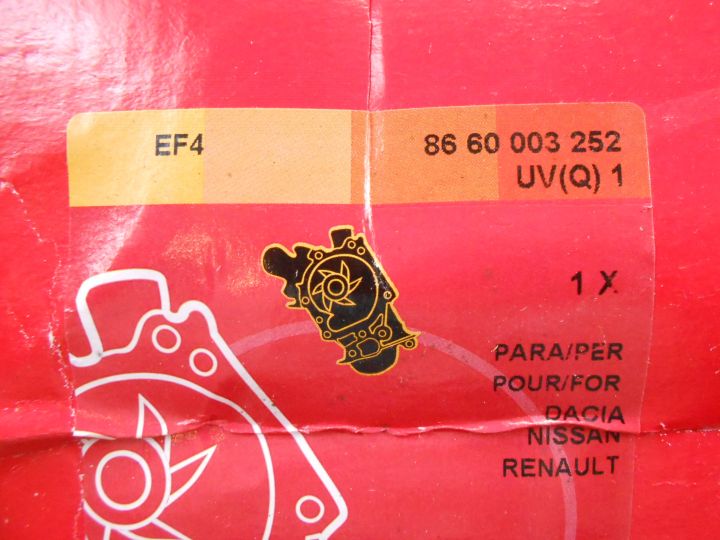 EF4 86 60 003 252
UV(Q) 1
1 X
PARA/PER
POUR/FOR
DACIA
NISSAN
RENAULT